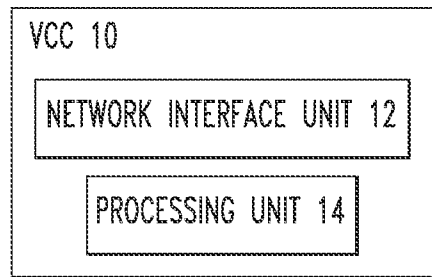 VCC 10
NETWORK INTERFACE UNIT 12
PROCESSING UNIT 14